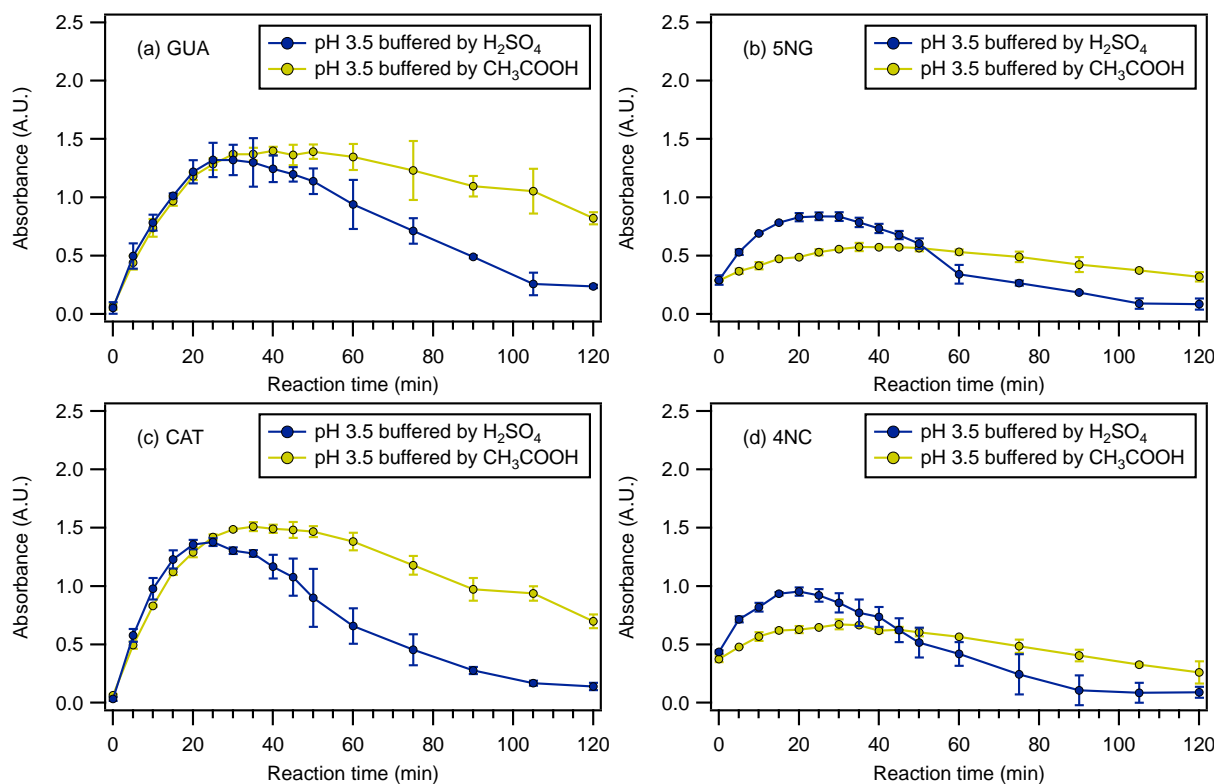 2.5
2.0
1.5
1.0
0.5
0.0
Absorbance (A.U.)
(a) GUA
pH 3.5 buffered by H₂SO₄
pH 3.5 buffered by CH₃COOH
0 20 40 60 80 100 120
Reaction time (min)
2.5
2.0
1.5
1.0
0.5
0.0
Absorbance (A.U.)
(b) 5NG
pH 3.5 buffered by H₂SO₄
pH 3.5 buffered by CH₃COOH
0 20 40 60 80 100 120
Reaction time (min)
2.5
2.0
1.5
1.0
0.5
0.0
Absorbance (A.U.)
(c) CAT
pH 3.5 buffered by H₂SO₄
pH 3.5 buffered by CH₃COOH
0 20 40 60 80 100 120
Reaction time (min)
2.5
2.0
1.5
1.0
0.5
0.0
Absorbance (A.U.)
(d) 4NC
pH 3.5 buffered by H₂SO₄
pH 3.5 buffered by CH₃COOH
0 20 40 60 80 100 120
Reaction time (min)